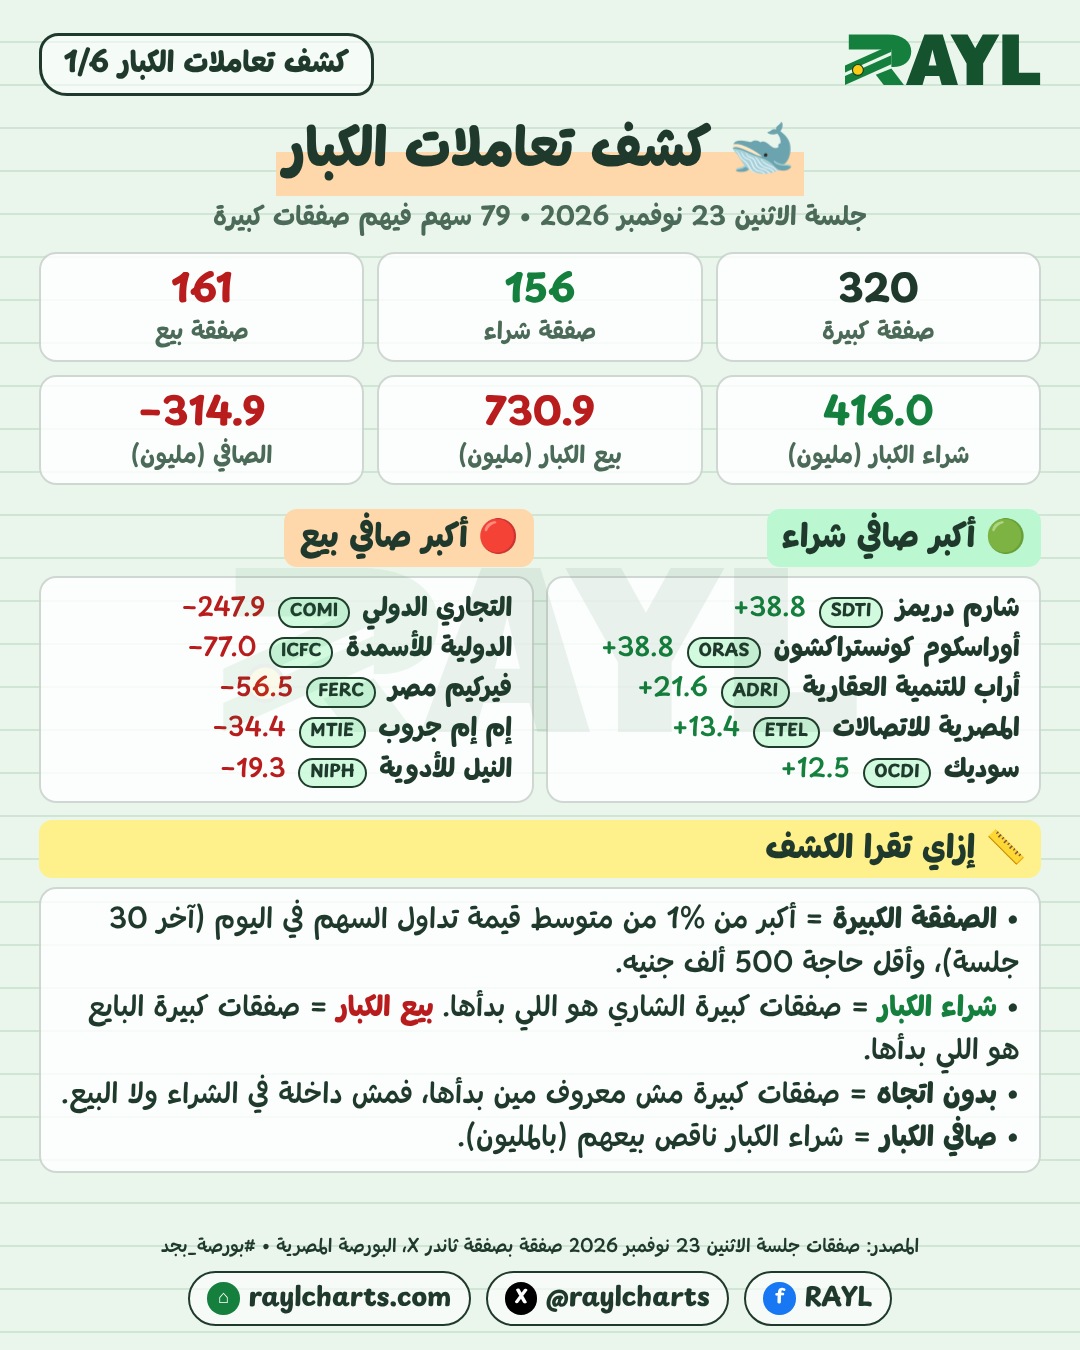 RAYL
كشف تعاملات الكبار 1/6
كشف تعاملات الكبار
جلسة الاثنين 23 نوفمبر 2026 • 79 سهم فيهم صفقات كبيرة
320
صفقة كبيرة
156
صفقة شراء
161
صفقة بيع
416.0
شراء الكبار (مليون)
730.9
بيع الكبار (مليون)
−314.9
الصافي (مليون)
أكبر صافي شراء
شارم دريمز SDTI +38.8
أوراسكوم كونستراكشون ORAS +38.8
أراب للتنمية العقارية ADRI +21.6
المصرية للاتصالات ETEL +13.4
سوديك OCDI +12.5
أكبر صافي بيع
التجاري الدولي COMI −247.9
الدولية للأسمدة ICFC −77.0
فيركيم مصر FERC −56.5
إم إم جروب MTIE −34.4
النيل للأدوية NIPH −19.3
إزاي تقرا الكشف
• الصفقة الكبيرة = أكبر من 1% من متوسط قيمة تداول السهم في اليوم (آخر 30
جلسة)، وأقل حاجة 500 ألف جنيه.
• شراء الكبار = صفقات كبيرة الشاري هو اللي بدأها. بيع الكبار = صفقات كبيرة البايع
هو اللي بدأها.
• بدون اتجاه = صفقات كبيرة مش معروف مين بدأها، فمش داخلة في الشراء ولا البيع.
• صافي الكبار = شراء الكبار ناقص بيعهم (بالمليون).
المصدر: صفقات جلسة الاثنين 23 نوفمبر 2026 صفقة بصفقة ثاندر X، البورصة المصرية • #بورصة_بجد
RAYL
@raylcharts
raylcharts.com